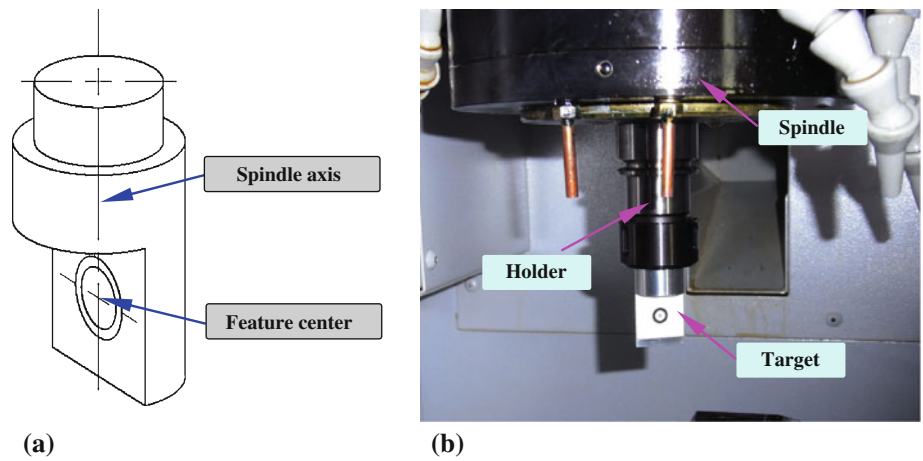 Spindle axis
Feature center
(a)
Spindle
Holder
Target
(b)